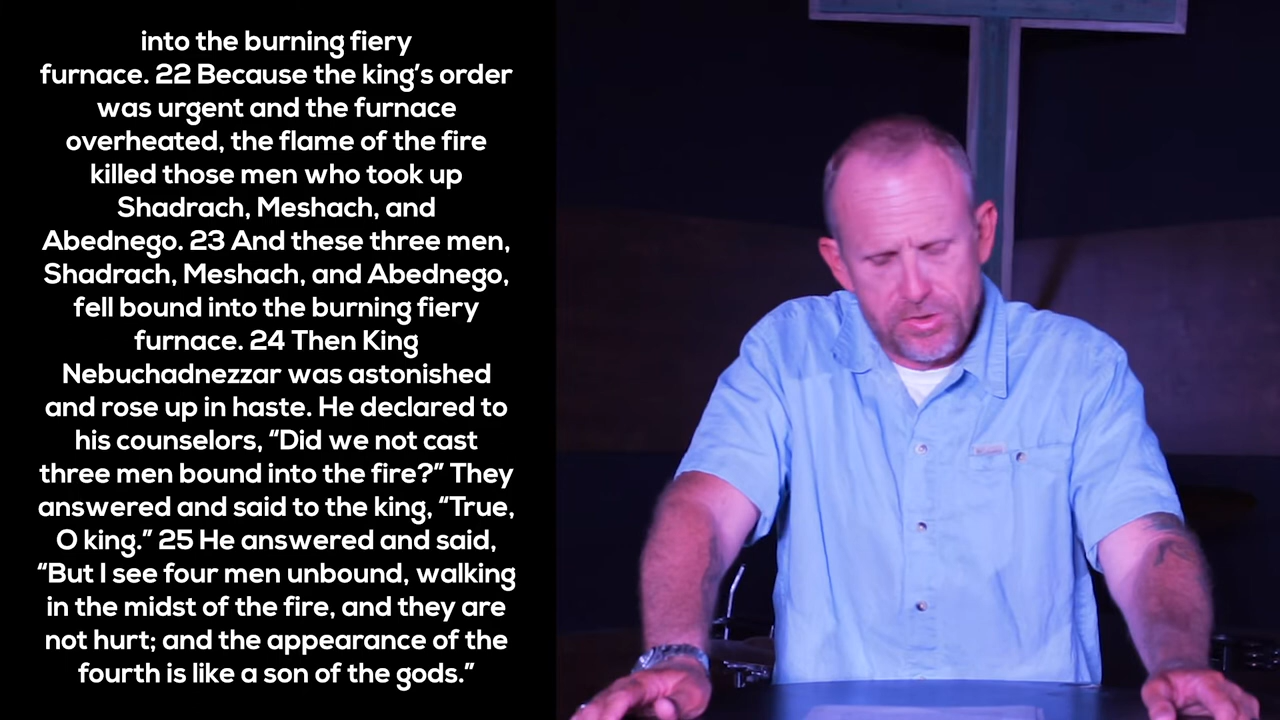 into the burning fiery
furnace. 22 Because the king’s order
was urgent and the furnace
overheated, the flame of the fire
killed those men who took up
Shadrach, Meshach, and
Abednego. 23 And these three men,
Shadrach, Meshach, and Abednego,
fell bound into the burning fiery
furnace. 24 Then King
Nebuchadnezzar was astonished
and rose up in haste. He declared to
his counselors, “Did we not cast
three men bound into the fire?” They
answered and said to the king, “True,
O king.” 25 He answered and said,
“But I see four men unbound, walking
in the midst of the fire, and they are
not hurt; and the appearance of the
fourth is like a son of the gods.”